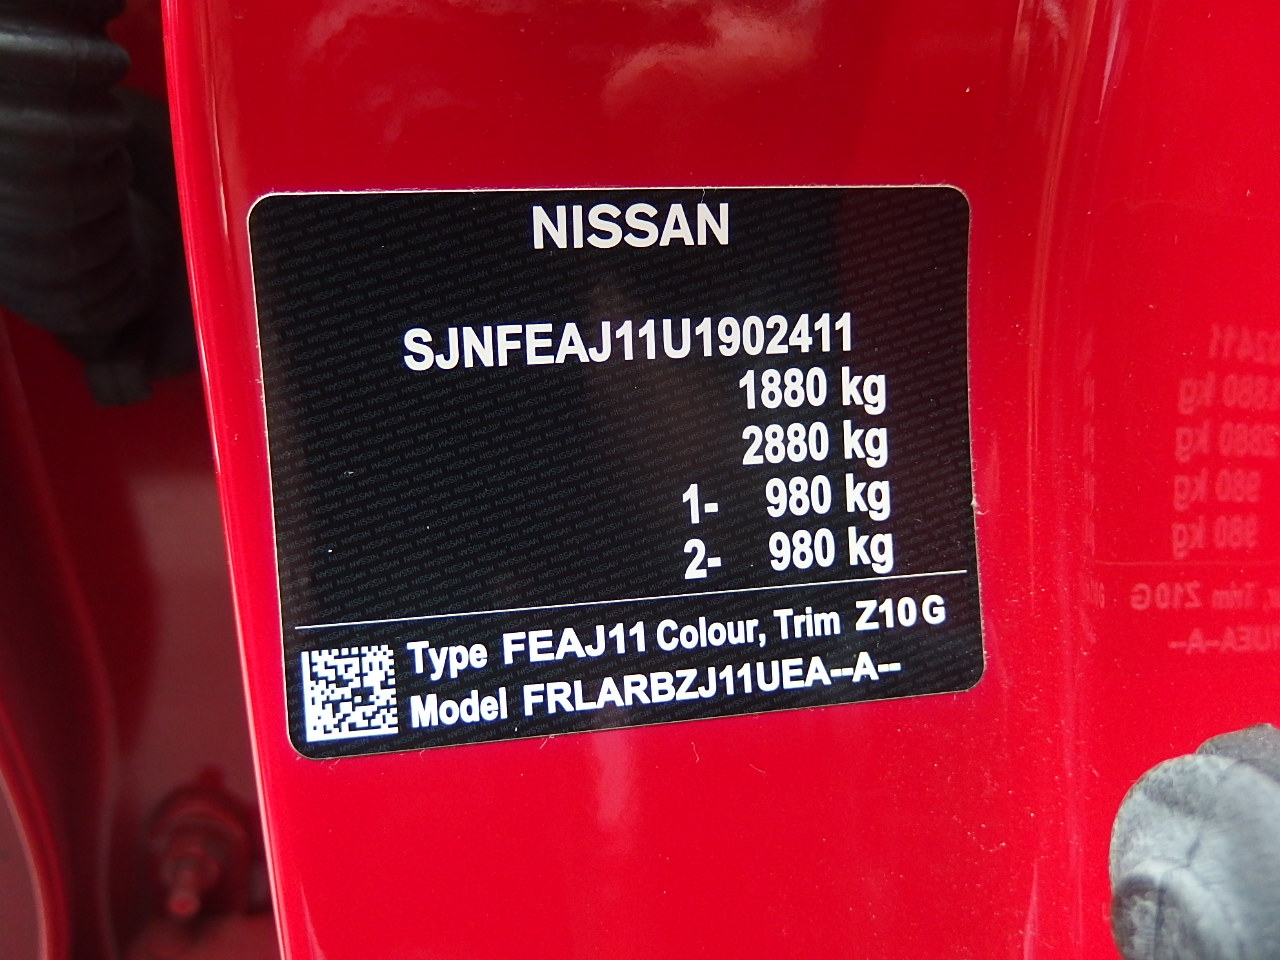 NISSAN
SJNFEAJ11U1902411
1880 kg
2880 kg
1- 980 kg
2- 980 kg
Type FEAJ11 Colour, Trim Z10 G
Model FRLARBZJ11UEA--A--